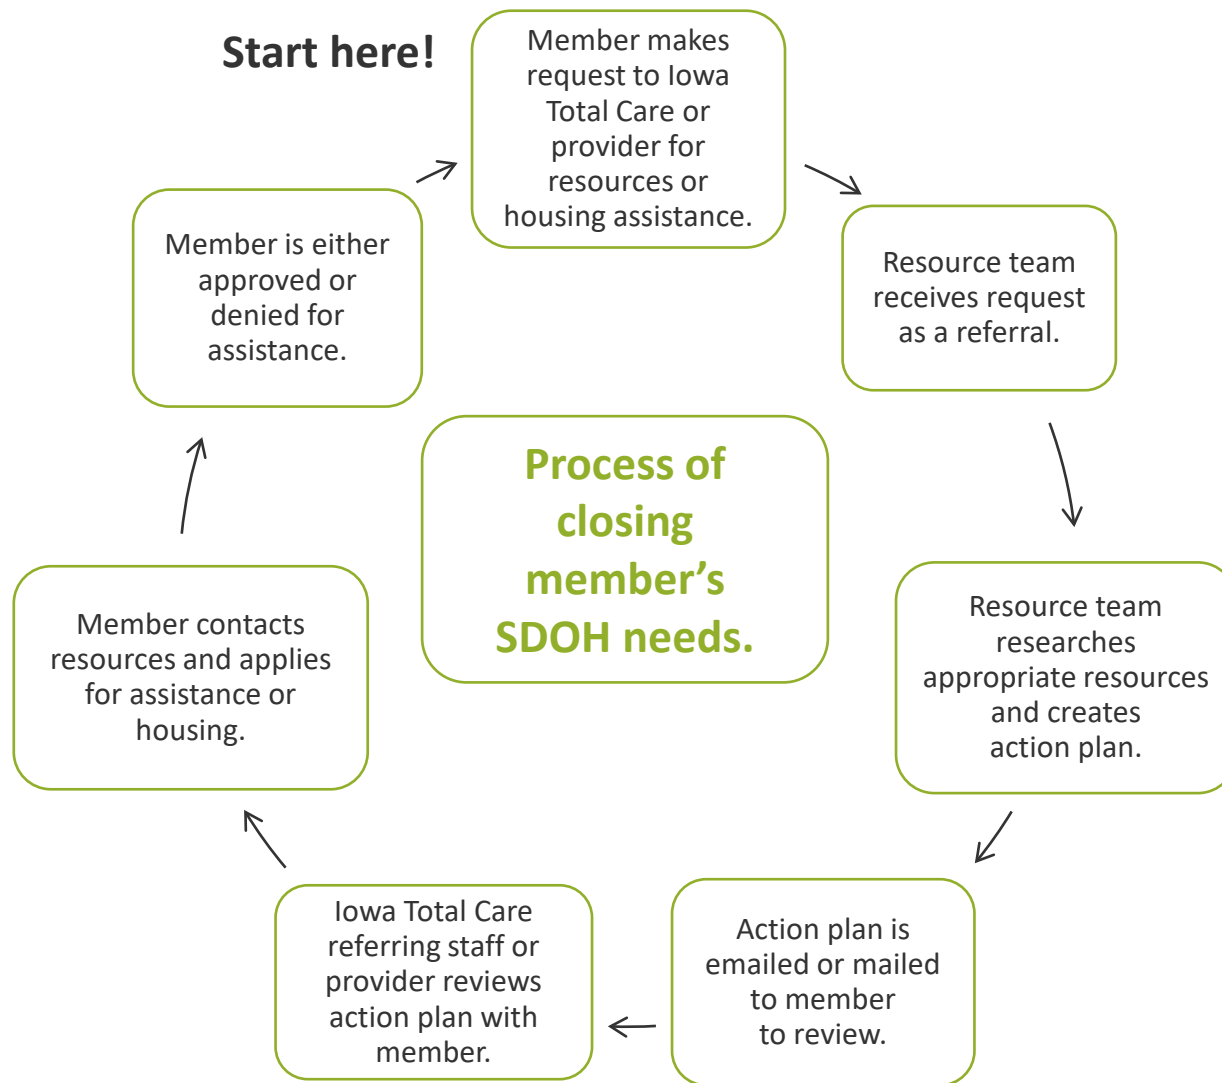 Start here!
Member makes
request to Iowa
Total Care or
provider for
resources or
housing assistance.
Resource team
receives request
as a referral.
Resource team
researches
appropriate resources
and creates
action plan.
Action plan is
emailed or mailed
to member
to review.
Iowa Total Care
referring staff or
provider reviews
action plan with
member.
Member contacts
resources and applies
for assistance or
housing.
Member is either
approved or
denied for
assistance.
Process of
closing
member’s
SDOH needs.